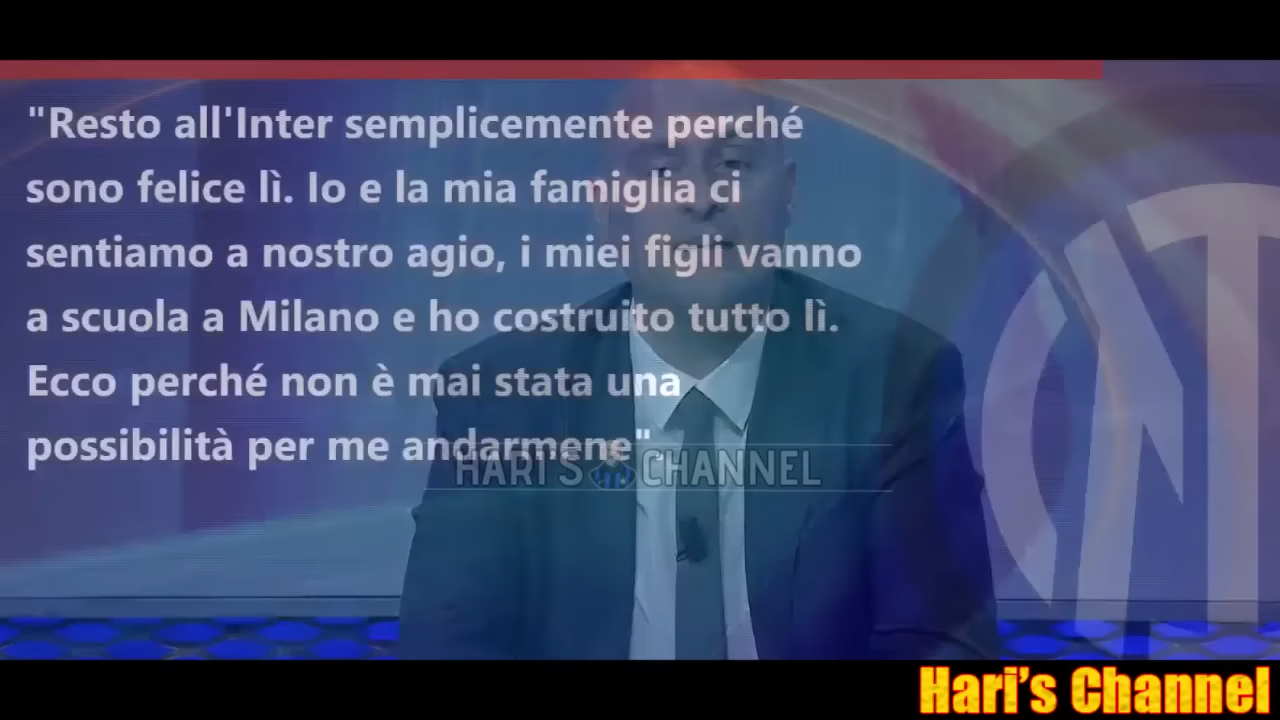 "Resto all'Inter semplicemente perché
sono felice lì. Io e la mia famiglia ci
sentiamo a nostro agio, i miei figli vanno
a scuola a Milano e ho costruito tutto lì.
Ecco perché non è mai stata una
possibilità per me andarmene".
HARI'S CHANNEL
Hari's Channel